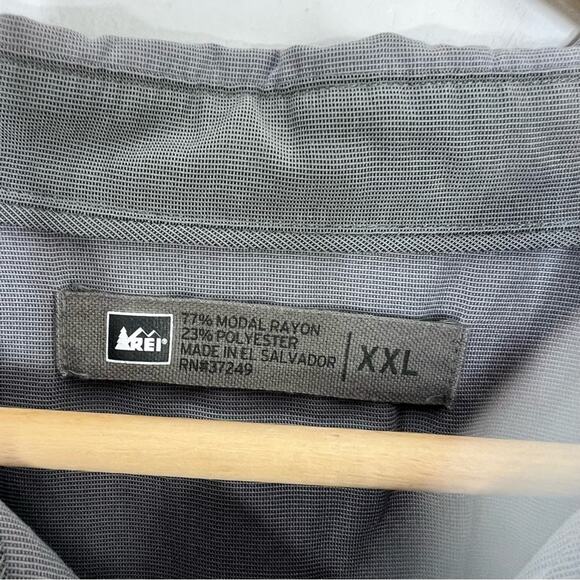 REI®
77% MODAL RAYON
23% POLYESTER
MADE IN EL SALVADOR
RN#37249
XXL